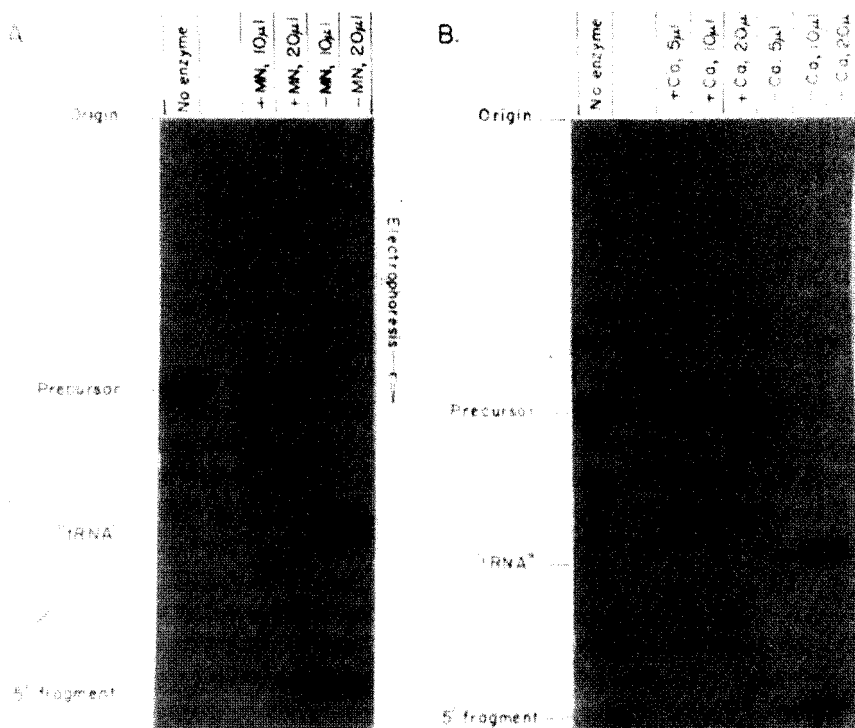 A
No enzyme
+ MN, 10µl
+ MN, 20µl
- MN, 10µl
- MN, 20µl
Origin
Precursor
"tRNA"
5' fragment
Electrophoresis
B.
No enzyme
+ Ca, 5µl
+ Ca, 10µl
+ Ca, 20µl
- Ca, 5µl
- Ca, 10µl
- Ca, 20µ
Origin
Precursor
"tRNA"
5' fragment